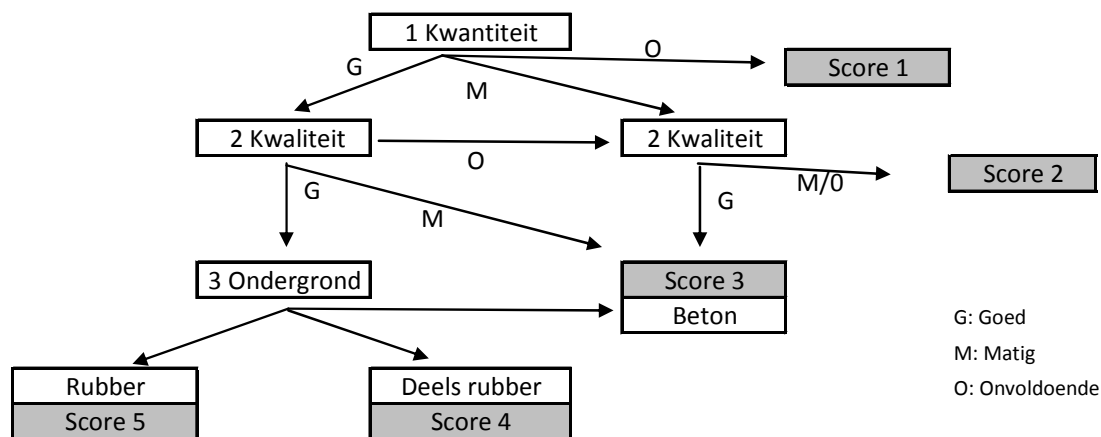 1 Kwantiteit
O
Score 1
G
M
2 Kwaliteit
2 Kwaliteit
O
M/0
Score 2
G
G
M
3 Ondergrond
Score 3
Beton
G: Goed
M: Matig
O: Onvoldoende
Rubber
Deels rubber
Score 5
Score 4